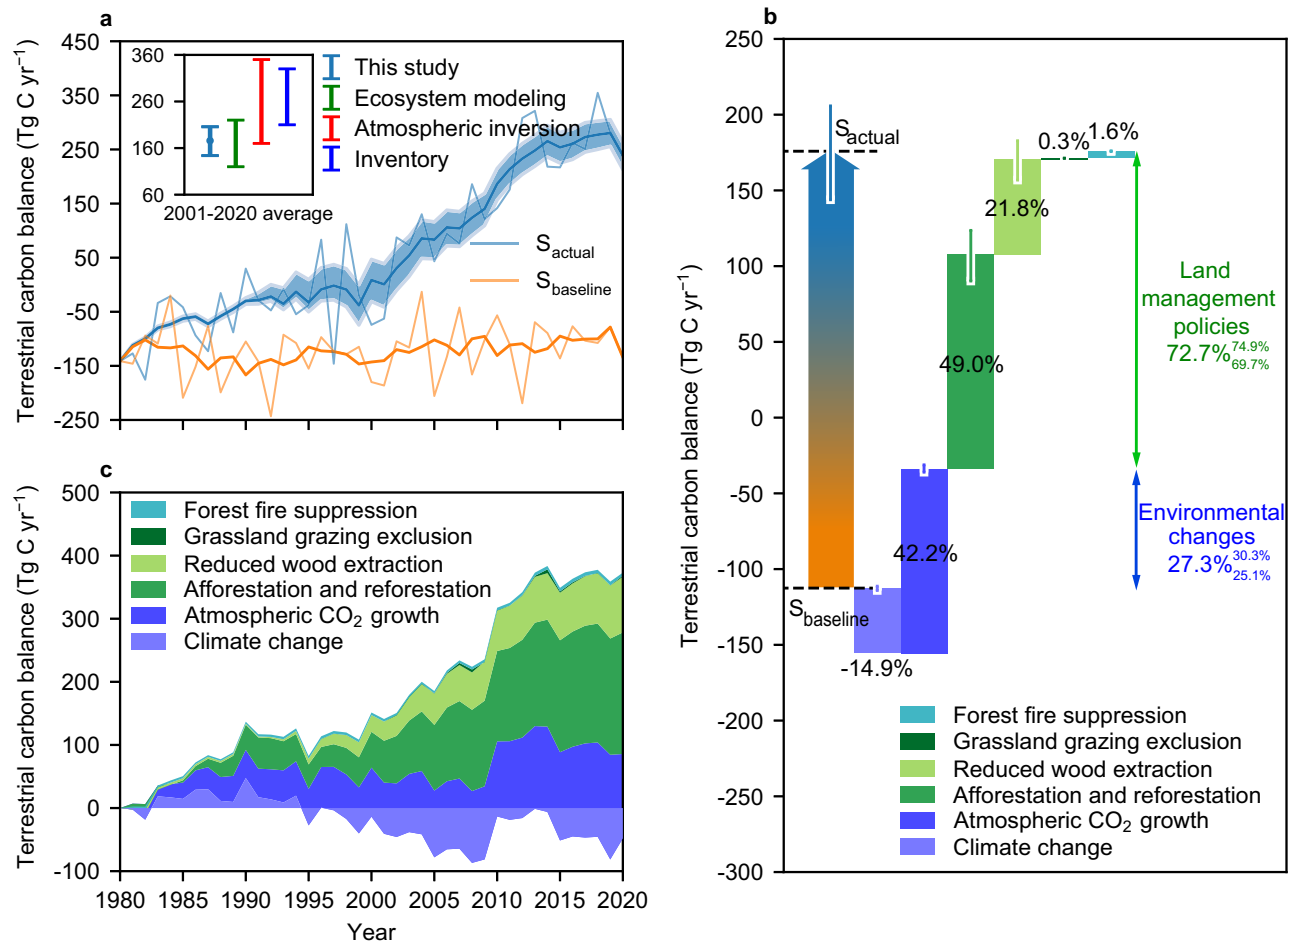 a
Terrestrial carbon balance (Tg C yr⁻¹)
450
350
250
150
50
-50
-150
-250
360
260
160
60
2001-2020 average
This study
Ecosystem modeling
Atmospheric inversion
Inventory
S_actual
S_baseline
b
Terrestrial carbon balance (Tg C yr⁻¹)
250
200
150
100
50
0
-50
-100
-150
-200
-250
-300
S_actual
S_baseline
-14.9%
42.2%
49.0%
21.8%
0.3%
1.6%
Land
management
policies
72.7% 74.9%
69.7%
Environmental
changes
27.3% 30.3%
25.1%
Forest fire suppression
Grassland grazing exclusion
Reduced wood extraction
Afforestation and reforestation
Atmospheric CO₂ growth
Climate change
c
Terrestrial carbon balance (Tg C yr⁻¹)
500
400
300
200
100
0
-100
Forest fire suppression
Grassland grazing exclusion
Reduced wood extraction
Afforestation and reforestation
Atmospheric CO₂ growth
Climate change
1980 1985 1990 1995 2000 2005 2010 2015 2020
Year